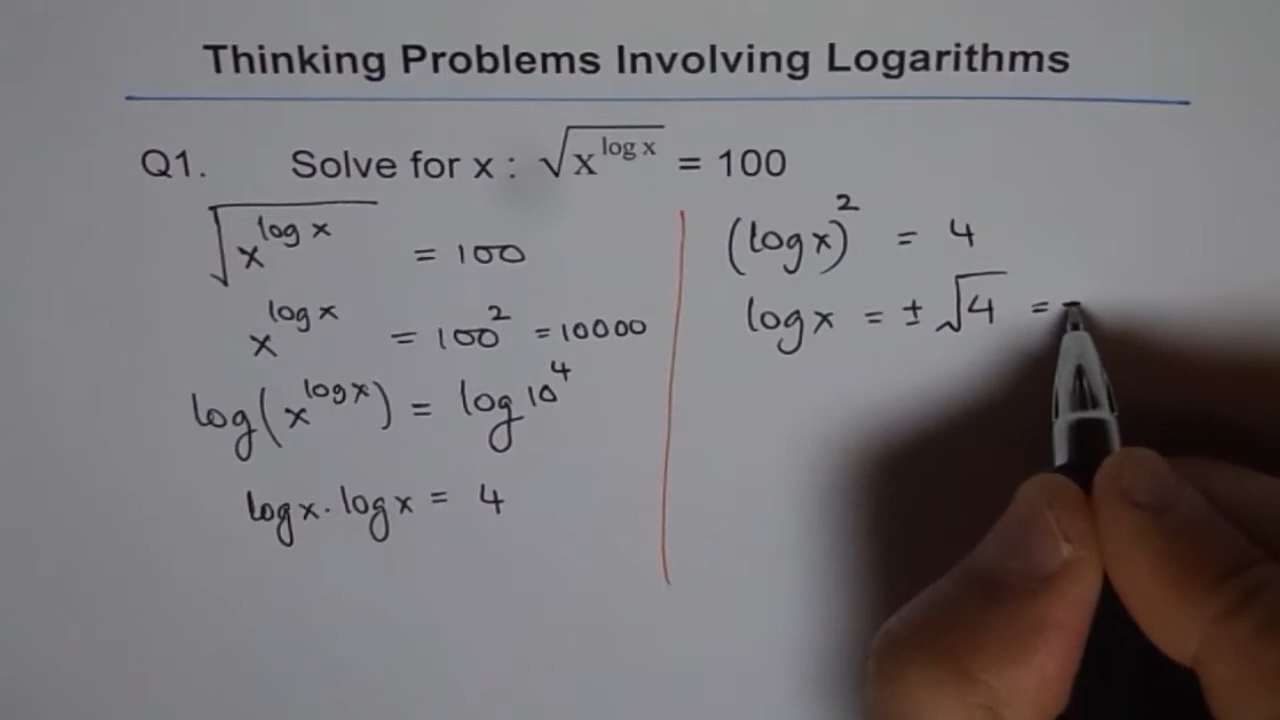 Thinking Problems Involving Logarithms
Q1. Solve for x : √(x^(log x)) = 100
√(x^(log x)) = 100
x^(log x) = 100² = 10000
log(x^(log x)) = log 10⁴
log x · log x = 4
(log x)² = 4
log x = ± √4 =